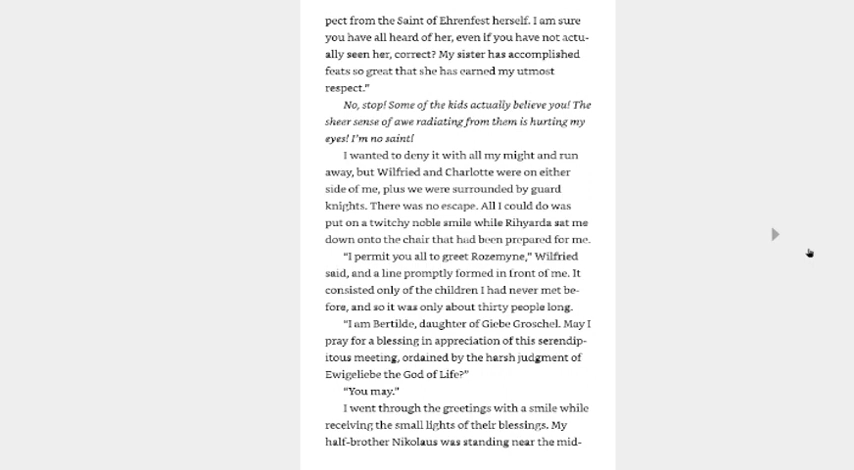 pect from the Saint of Ehrenfest herself. I am sure
you have all heard of her, even if you have not actu-
ally seen her, correct? My sister has accomplished
feats so great that she has earned my utmost
respect.”
No, stop! Some of the kids actually believe you! The
sheer sense of awe radiating from them is hurting my
eyes! I’m no saint!
I wanted to deny it with all my might and run
away, but Wilfried and Charlotte were on either
side of me, plus we were surrounded by guard
knights. There was no escape. All I could do was
put on a twitchy noble smile while Rihyarda sat me
down onto the chair that had been prepared for me.
“I permit you all to greet Rozemyne,” Wilfried
said, and a line promptly formed in front of me. It
consisted only of the children I had never met be-
fore, and so it was only about thirty people long.
“I am Bertilde, daughter of Giebe Groschel. May I
pray for a blessing in appreciation of this serendip-
itous meeting, ordained by the harsh judgment of
Ewigeliebe the God of Life?”
“You may.”
I went through the greetings with a smile while
receiving the small lights of their blessings. My
half-brother Nikolaus was standing near the mid-